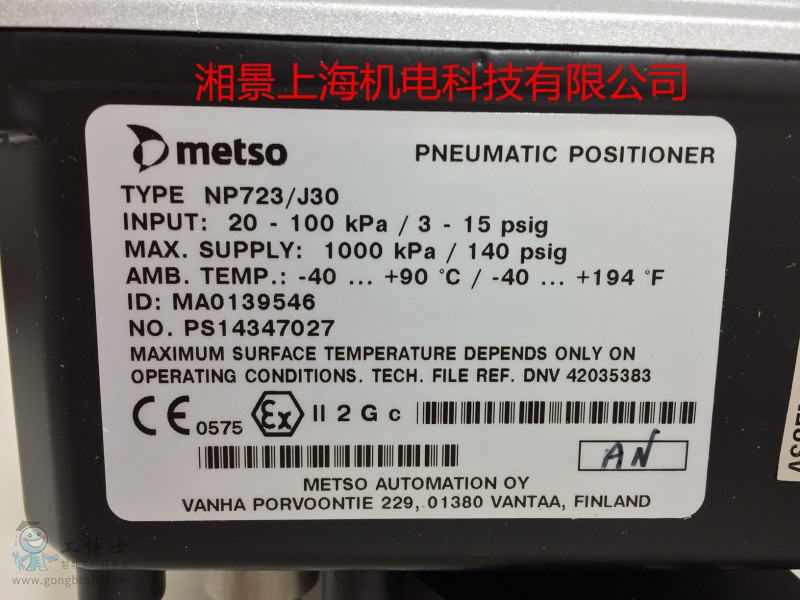 湘景上海机电科技有限公司
metso
PNEUMATIC POSITIONER
TYPE NP723/J30
INPUT: 20 - 100 kPa / 3 - 15 psig
MAX. SUPPLY: 1000 kPa / 140 psig
AMB. TEMP.: -40 ... +90 °C / -40 ... +194 °F
ID: MA0139546
NO. PS14347027
MAXIMUM SURFACE TEMPERATURE DEPENDS ONLY ON
OPERATING CONDITIONS. TECH. FILE REF. DNV 42035383
CE 0575 Ex II 2 G c
AN
METSO AUTOMATION OY
VANHA PORVOONTIE 229, 01380 VANTAA, FINLAND
工博士
www.gongboshi.com